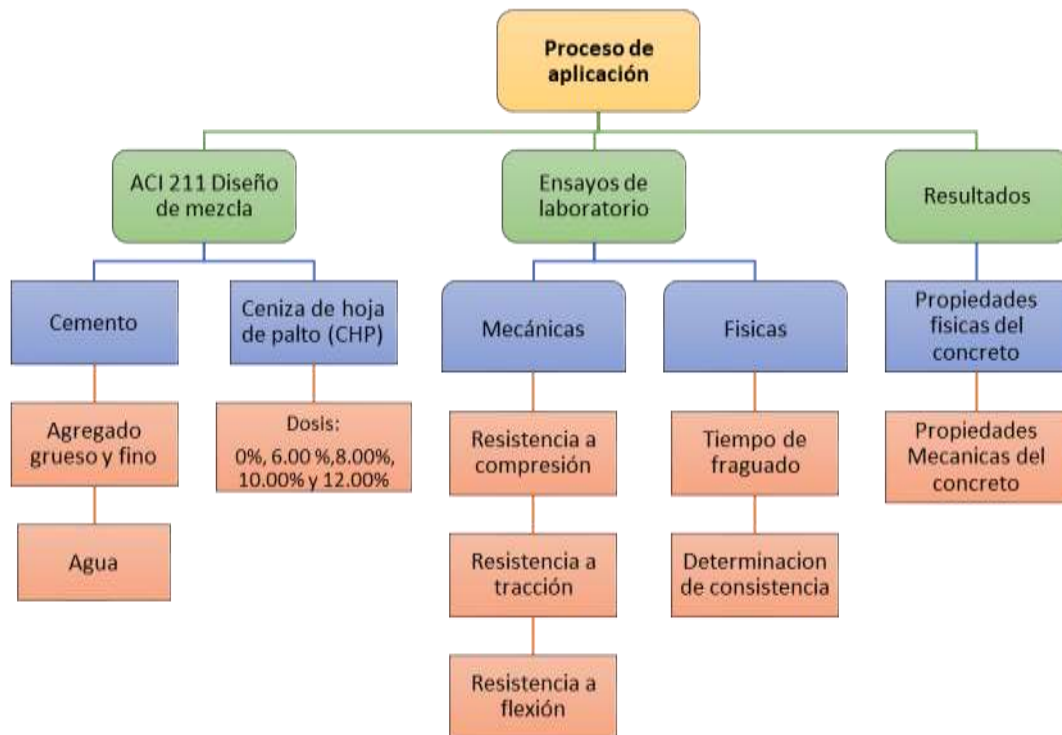 Proceso de
aplicación
ACI 211 Diseño
de mezcla
Ensayos de
laboratorio
Resultados
Cemento
Ceniza de hoja
de palto (CHP)
Mecánicas
Fisicas
Propiedades
fisicas del
concreto
Agregado
grueso y fino
Dosis:
0%, 6.00 %,8.00%,
10.00% y 12.00%
Resistencia a
compresión
Tiempo de
fraguado
Propiedades
Mecanicas del
concreto
Agua
Resistencia a
tracción
Determinacion
de consistencia
Resistencia a
flexión